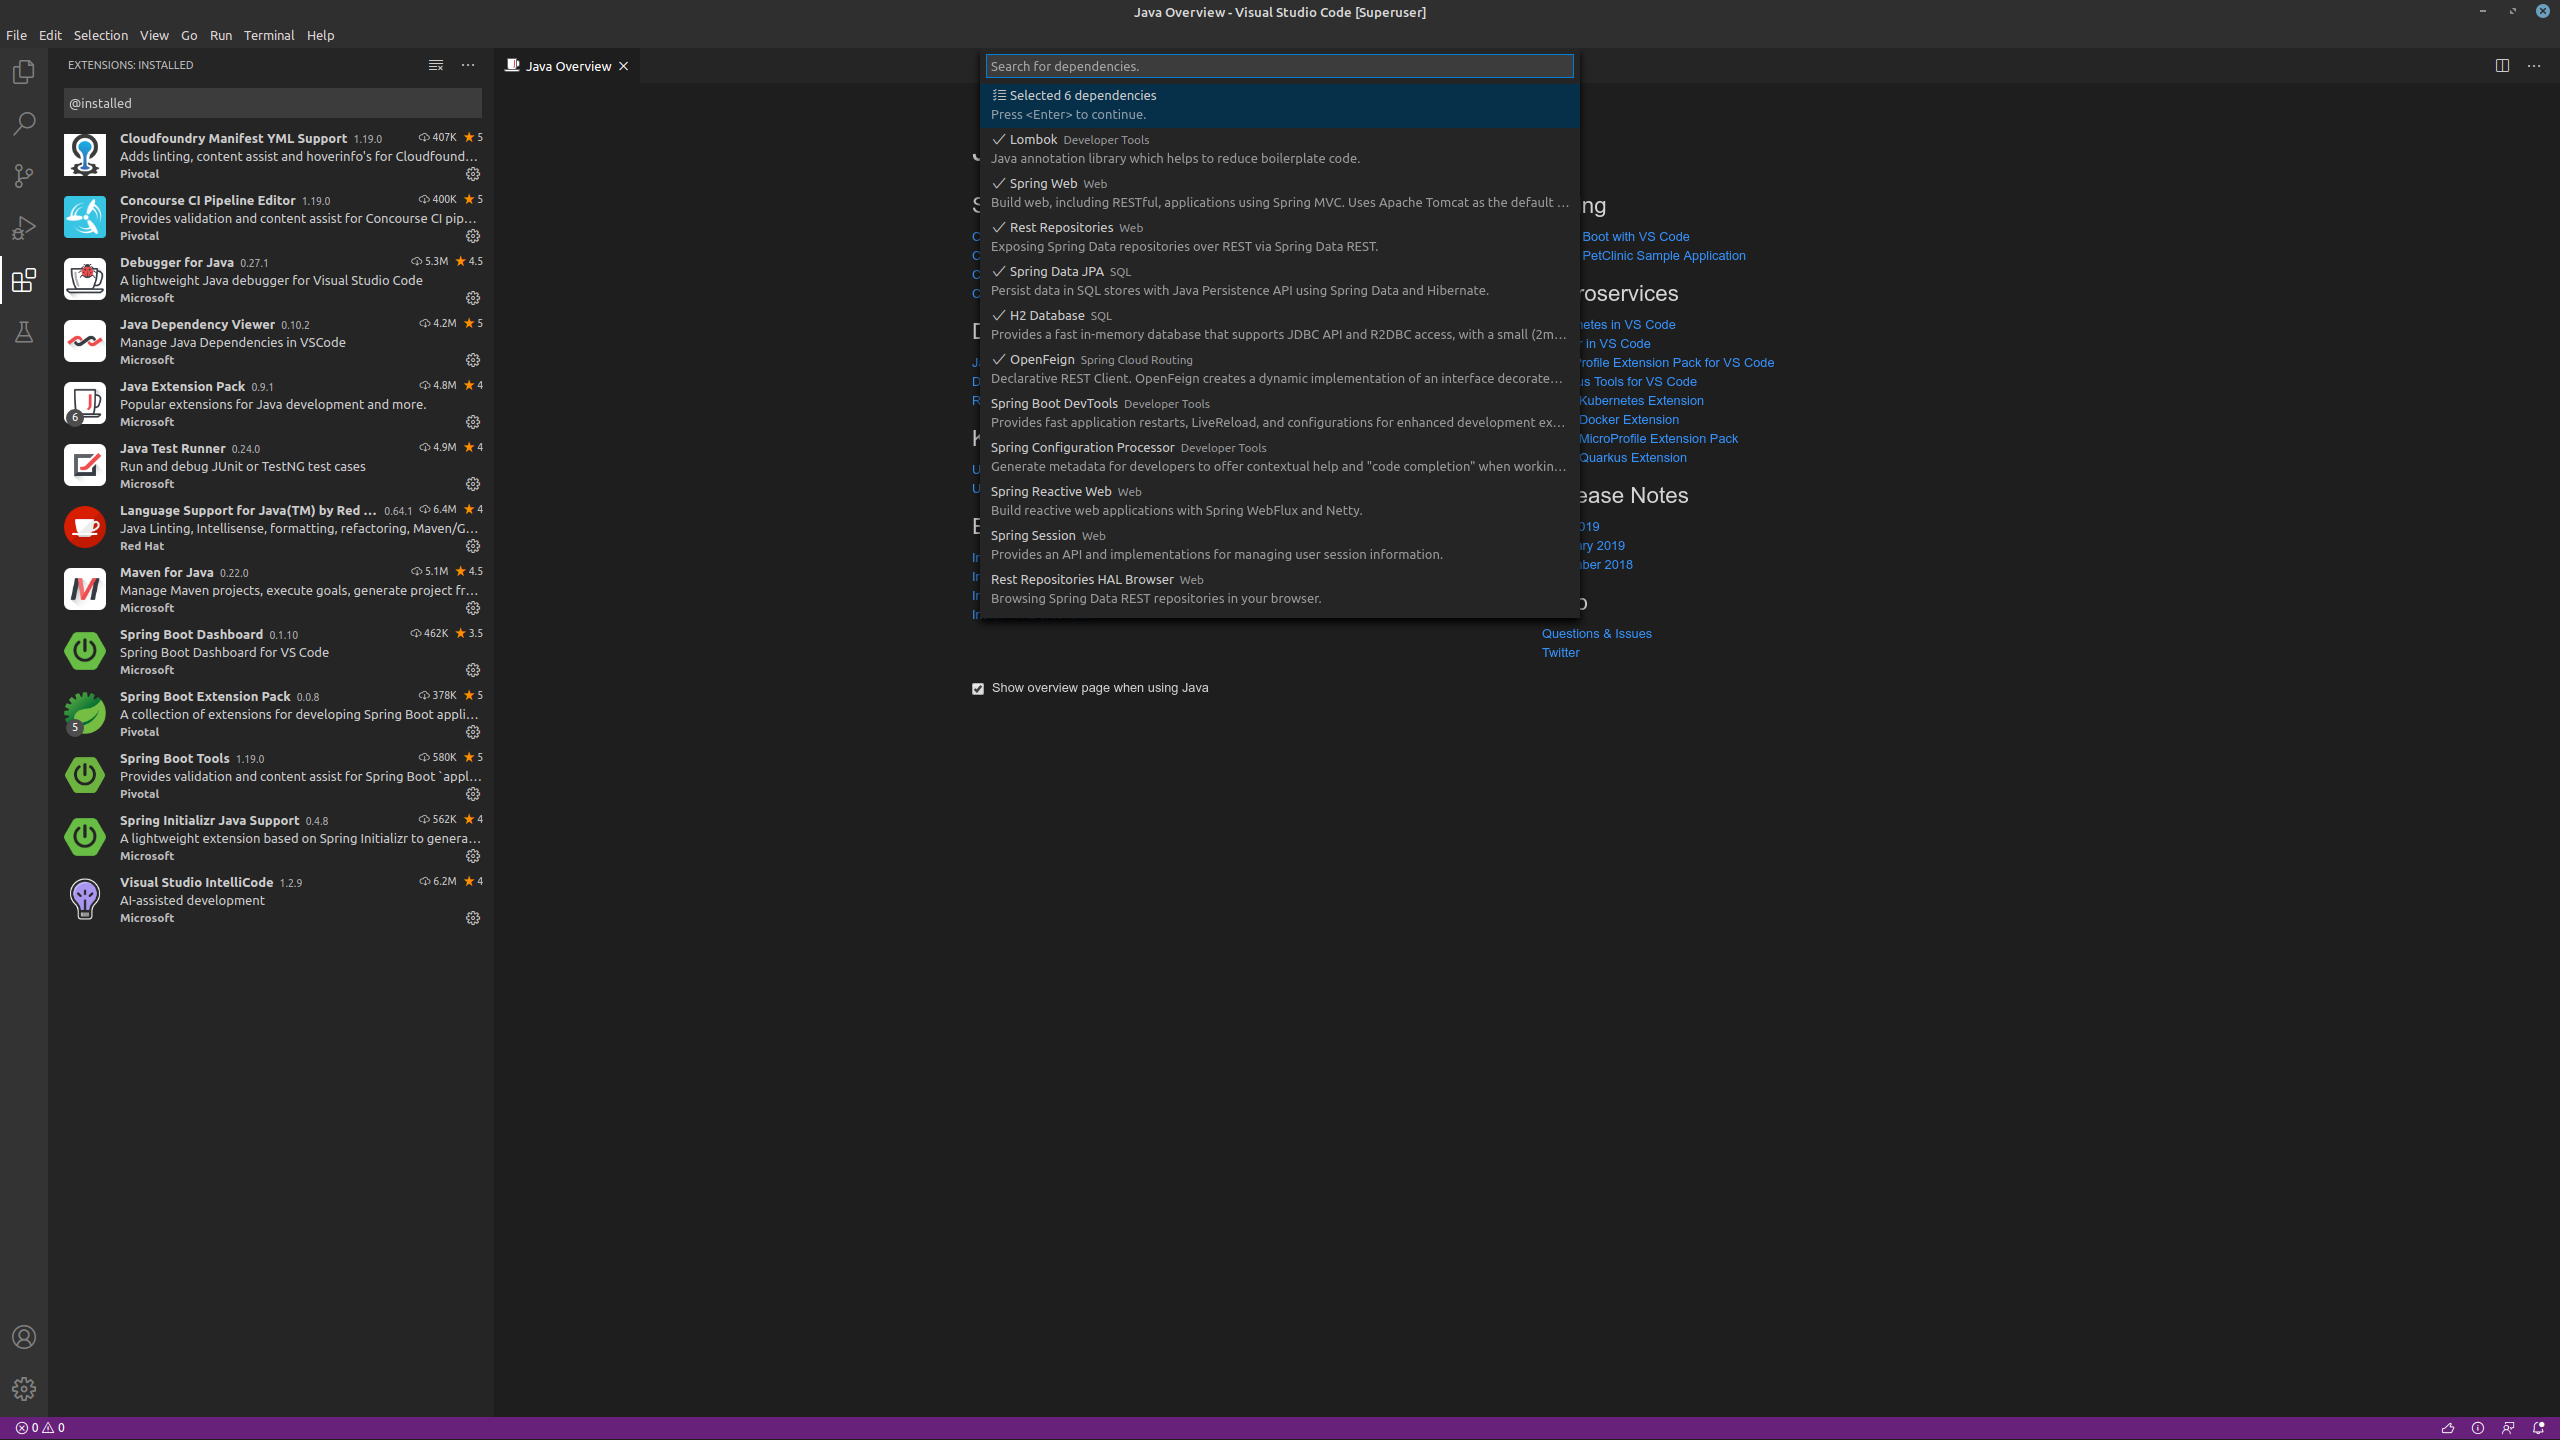 Java Overview - Visual Studio Code [Superuser]
File Edit Selection View Go Run Terminal Help
EXTENSIONS: INSTALLED
@installed
Cloudfoundry Manifest YML Support 1.19.0 407K 5
Adds linting, content assist and hoverinfo's for Cloudfound…
Pivotal
Concourse CI Pipeline Editor 1.19.0 400K 5
Provides validation and content assist for Concourse CI pip…
Pivotal
Debugger for Java 0.27.1 5.3M 4.5
A lightweight Java debugger for Visual Studio Code
Microsoft
Java Dependency Viewer 0.10.2 4.2M 5
Manage Java Dependencies in VSCode
Microsoft
Java Extension Pack 0.9.1 4.8M 4
Popular extensions for Java development and more.
6
Microsoft
Java Test Runner 0.24.0 4.9M 4
Run and debug JUnit or TestNG test cases
Microsoft
Language Support for Java(TM) by Red … 0.64.1 6.4M 4
Java Linting, Intellisense, formatting, refactoring, Maven/G…
Red Hat
Maven for Java 0.22.0 5.1M 4.5
Manage Maven projects, execute goals, generate project fr…
Microsoft
Spring Boot Dashboard 0.1.10 462K 3.5
Spring Boot Dashboard for VS Code
Microsoft
Spring Boot Extension Pack 0.0.8 378K 5
A collection of extensions for developing Spring Boot appli…
5
Pivotal
Spring Boot Tools 1.19.0 580K 5
Provides validation and content assist for Spring Boot `appl…
Pivotal
Spring Initializr Java Support 0.4.8 562K 4
A lightweight extension based on Spring Initializr to genera…
Microsoft
Visual Studio IntelliCode 1.2.9 6.2M 4
AI-assisted development
Microsoft
Java Overview
Search for dependencies.
Selected 6 dependencies
Press <Enter> to continue.
Lombok Developer Tools
Java annotation library which helps to reduce boilerplate code.
Spring Web Web
Build web, including RESTful, applications using Spring MVC. Uses Apache Tomcat as the default …
Rest Repositories Web
Exposing Spring Data repositories over REST via Spring Data REST.
Spring Data JPA SQL
Persist data in SQL stores with Java Persistence API using Spring Data and Hibernate.
H2 Database SQL
Provides a fast in-memory database that supports JDBC API and R2DBC access, with a small (2m…
OpenFeign Spring Cloud Routing
Declarative REST Client. OpenFeign creates a dynamic implementation of an interface decorate…
Spring Boot DevTools Developer Tools
Provides fast application restarts, LiveReload, and configurations for enhanced development ex…
Spring Configuration Processor Developer Tools
Generate metadata for developers to offer contextual help and "code completion" when workin…
Spring Reactive Web Web
Build reactive web applications with Spring WebFlux and Netty.
Spring Session Web
Provides an API and implementations for managing user session information.
Rest Repositories HAL Browser Web
Browsing Spring Data REST repositories in your browser.
ing
Boot with VS Code
PetClinic Sample Application
roservices
netes in VS Code
r in VS Code
Profile Extension Pack for VS Code
us Tools for VS Code
Kubernetes Extension
Docker Extension
MicroProfile Extension Pack
Quarkus Extension
ease Notes
2019
ry 2019
ber 2018
p
Questions & Issues
Twitter
Show overview page when using Java
0 0